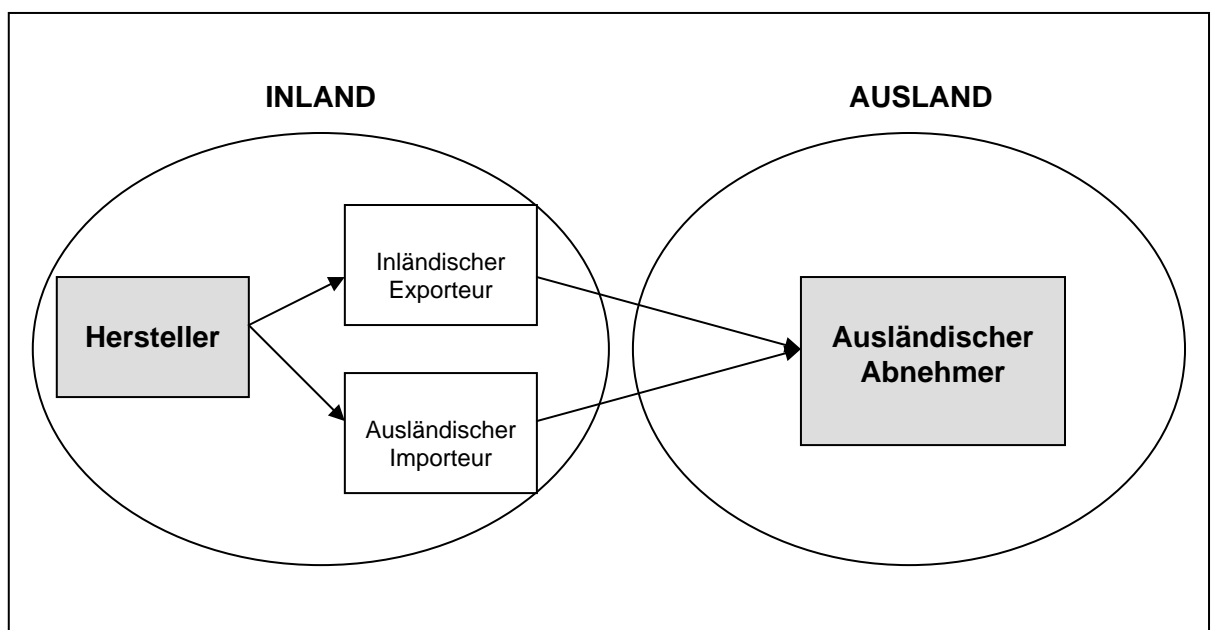 INLAND
AUSLAND
Inländischer
Exporteur
Hersteller
Ausländischer
Abnehmer
Ausländischer
Importeur